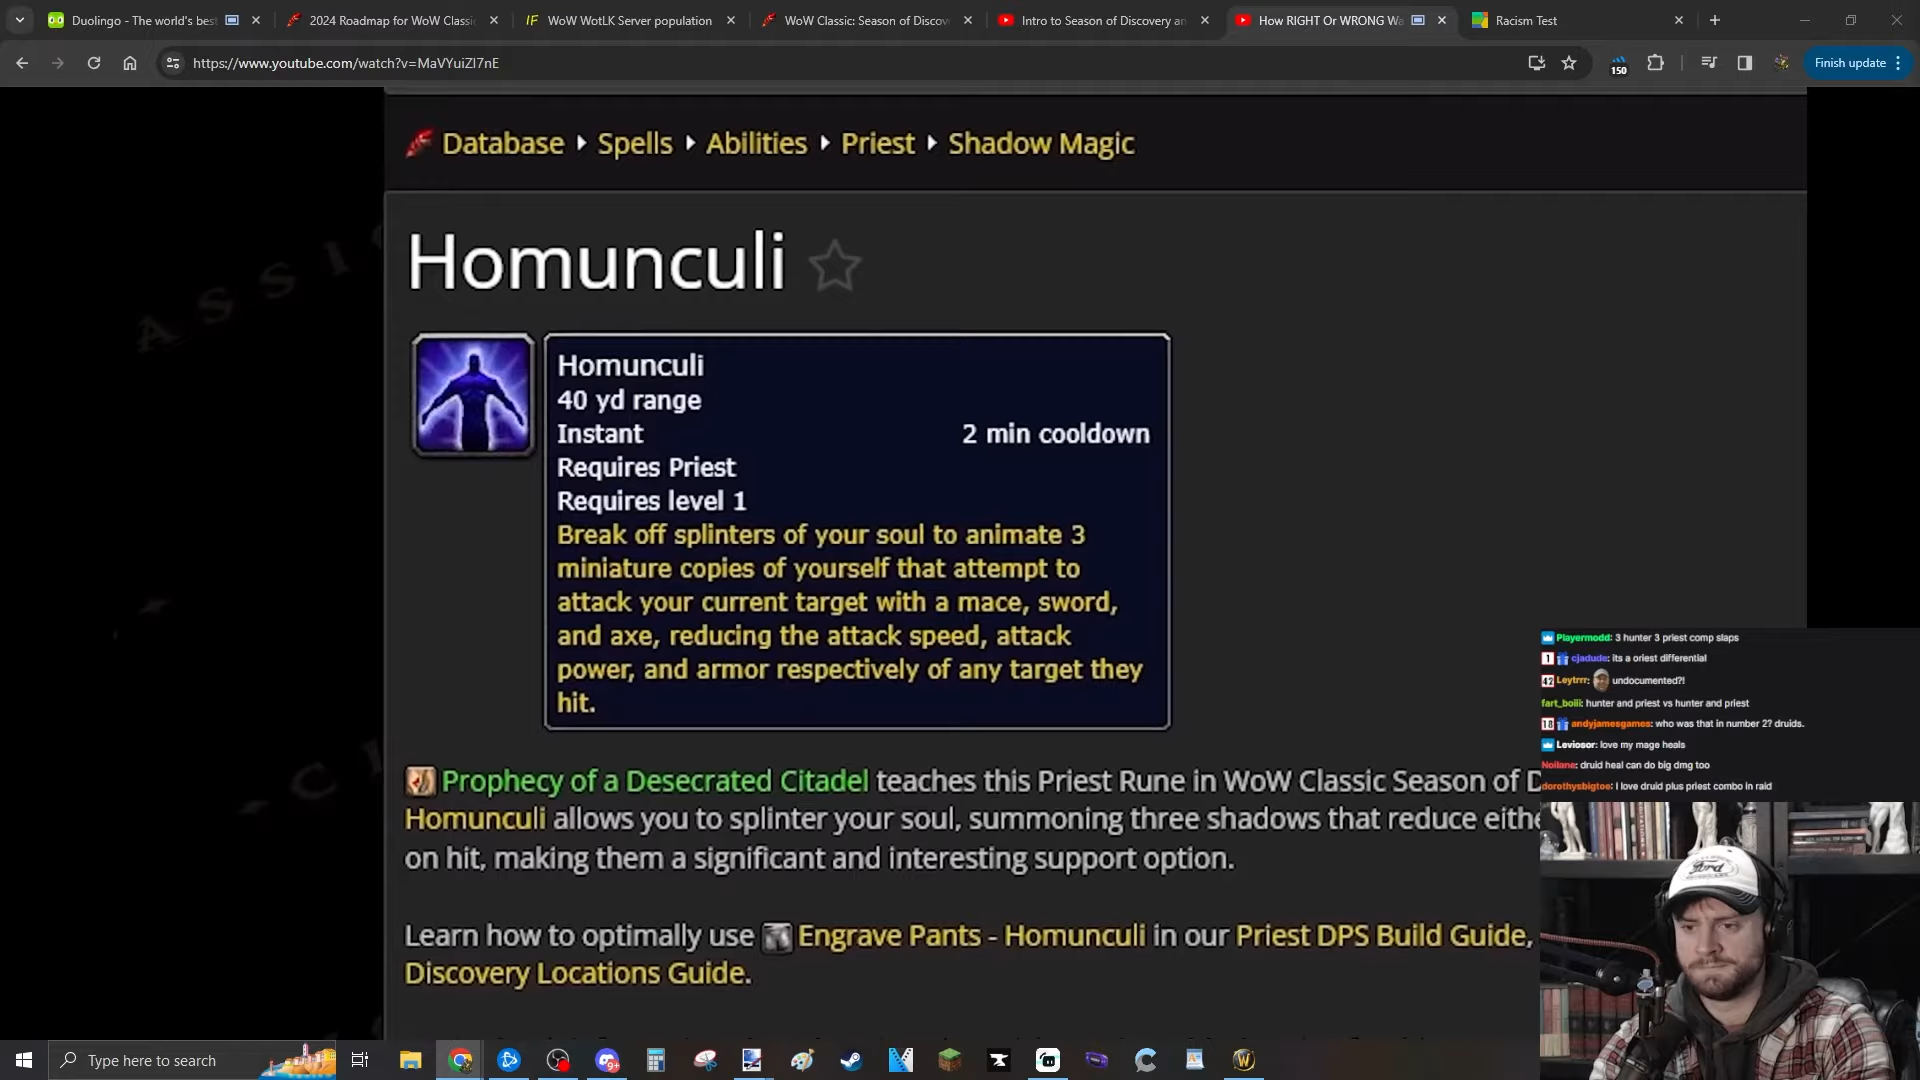 Duolingo - The world's best
2024 Roadmap for WoW Classic
WoW WotLK Server population
WoW Classic: Season of Discov
Intro to Season of Discovery an
How RIGHT Or WRONG Wa
Racism Test
https://www.youtube.com/watch?v=MaVYuiZl7nE
150
Finish update
Database Spells Abilities Priest Shadow Magic
Homunculi
Homunculi
40 yd range
Instant 2 min cooldown
Requires Priest
Requires level 1
Break off splinters of your soul to animate 3
miniature copies of yourself that attempt to
attack your current target with a mace, sword,
and axe, reducing the attack speed, attack
power, and armor respectively of any target they
hit.
Prophecy of a Desecrated Citadel teaches this Priest Rune in WoW Classic Season of D
Homunculi allows you to splinter your soul, summoning three shadows that reduce eithe
on hit, making them a significant and interesting support option.
Learn how to optimally use Engrave Pants - Homunculi in our Priest DPS Build Guide,
Discovery Locations Guide.
Playermodd: 3 hunter 3 priest comp slaps
1 cjadude: its a oriest differential
42 Leytrrr: undocumented?!
fart_boiii: hunter and priest vs hunter and priest
18 andyjamesgames: who was that in number 2? druids.
Leviosor: love my mage heals
Noilane: druid heal can do big dmg too
dorothysbigtoe: I love druid plus priest combo in raid
Ford
Type here to search
9+